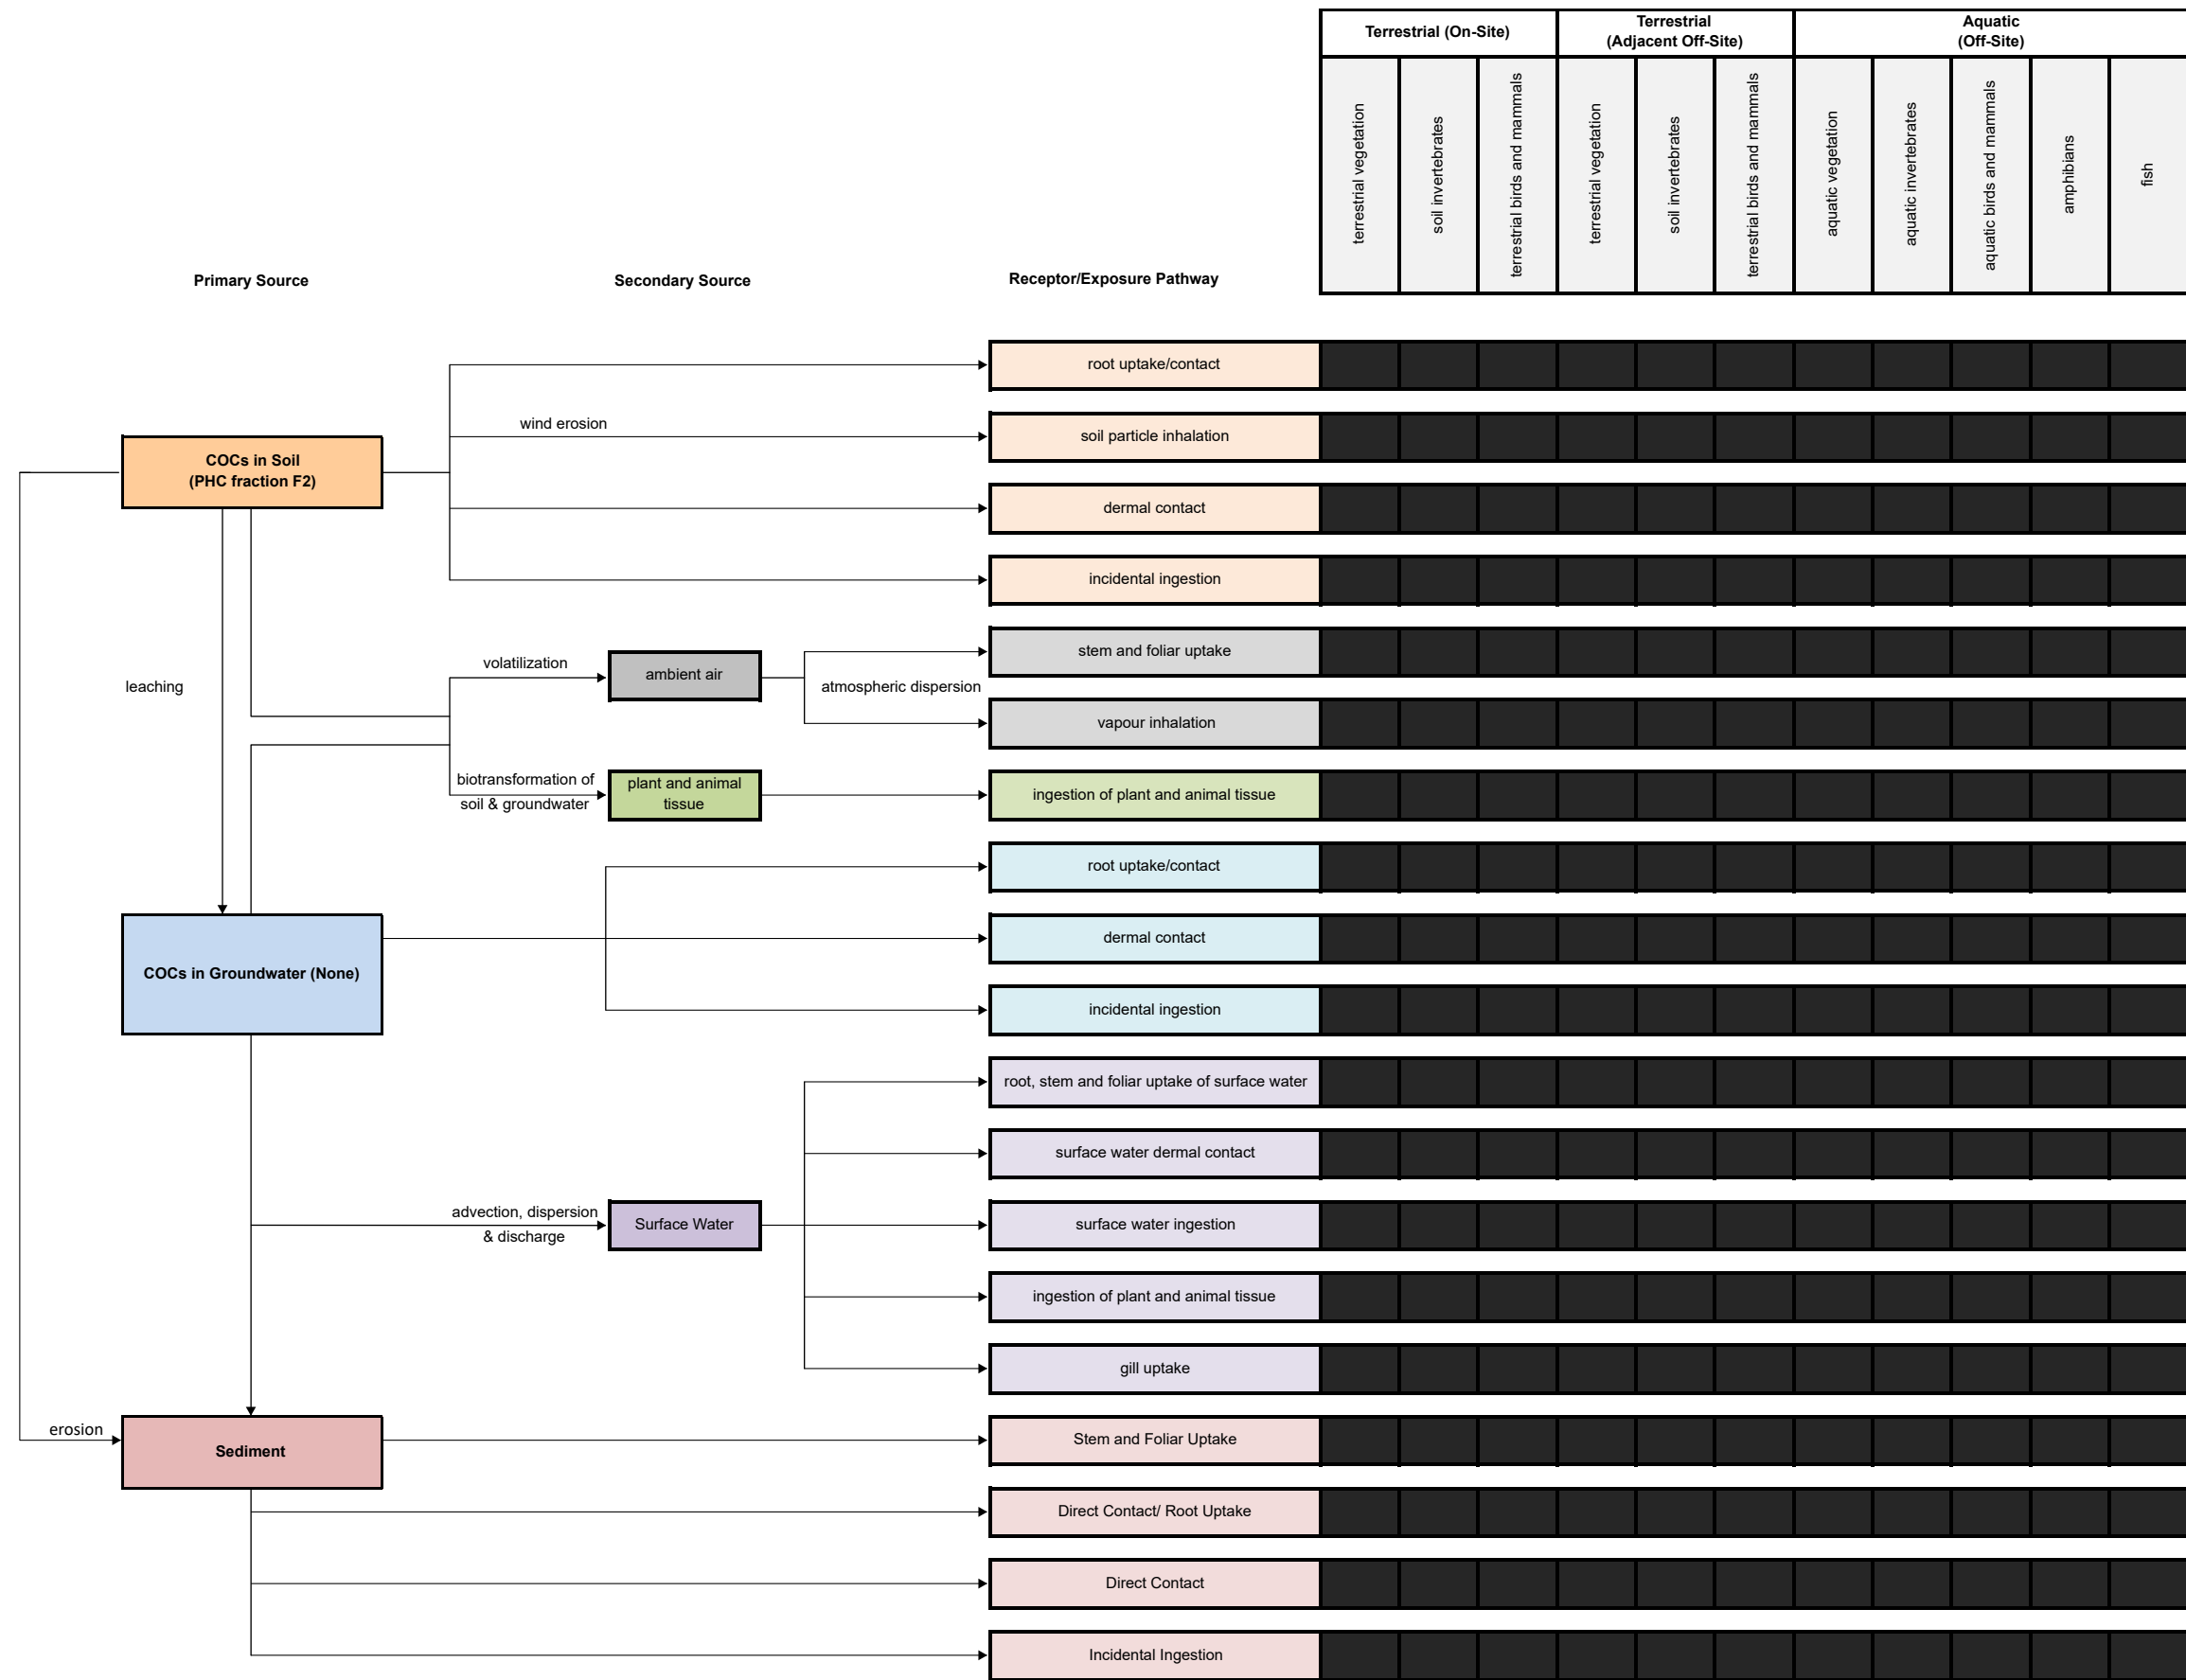 Terrestrial (On-Site)
Terrestrial
(Adjacent Off-Site)
Aquatic
(Off-Site)
terrestrial vegetation
soil invertebrates
terrestrial birds and mammals
terrestrial vegetation
soil invertebrates
terrestrial birds and mammals
aquatic vegetation
aquatic invertebrates
aquatic birds and mammals
amphibians
fish
Primary Source
Secondary Source
Receptor/Exposure Pathway
root uptake/contact
wind erosion
soil particle inhalation
COCs in Soil
(PHC fraction F2)
dermal contact
incidental ingestion
stem and foliar uptake
volatilization
ambient air
leaching
atmospheric dispersion
vapour inhalation
biotransformation of
soil & groundwater
plant and animal
tissue
ingestion of plant and animal tissue
root uptake/contact
dermal contact
COCs in Groundwater (None)
incidental ingestion
root, stem and foliar uptake of surface water
surface water dermal contact
advection, dispersion
& discharge
Surface Water
surface water ingestion
ingestion of plant and animal tissue
gill uptake
erosion
Sediment
Stem and Foliar Uptake
Direct Contact/ Root Uptake
Direct Contact
Incidental Ingestion